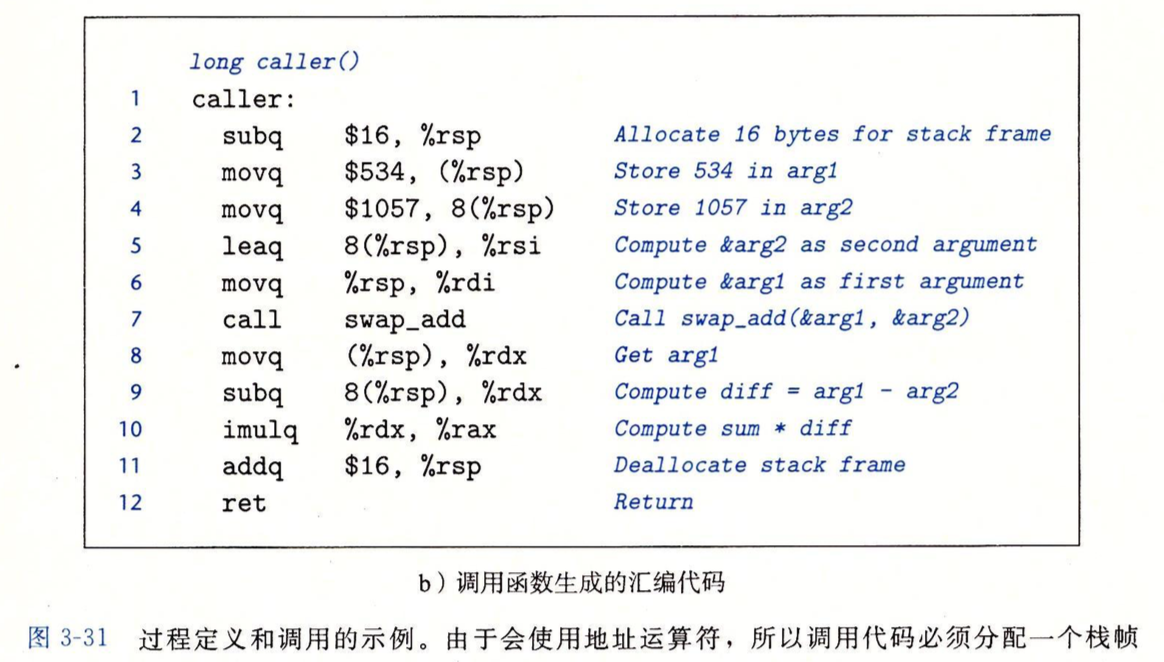 long caller()
1 caller:
2 subq $16, %rsp Allocate 16 bytes for stack frame
3 movq $534, (%rsp) Store 534 in arg1
4 movq $1057, 8(%rsp) Store 1057 in arg2
5 leaq 8(%rsp), %rsi Compute &arg2 as second argument
6 movq %rsp, %rdi Compute &arg1 as first argument
7 call swap_add Call swap_add(&arg1, &arg2)
8 movq (%rsp), %rdx Get arg1
9 subq 8(%rsp), %rdx Compute diff = arg1 - arg2
10 imulq %rdx, %rax Compute sum * diff
11 addq $16, %rsp Deallocate stack frame
12 ret Return
b）调用函数生成的汇编代码
图 3-31 过程定义和调用的示例。由于会使用地址运算符，所以调用代码必须分配一个栈帧